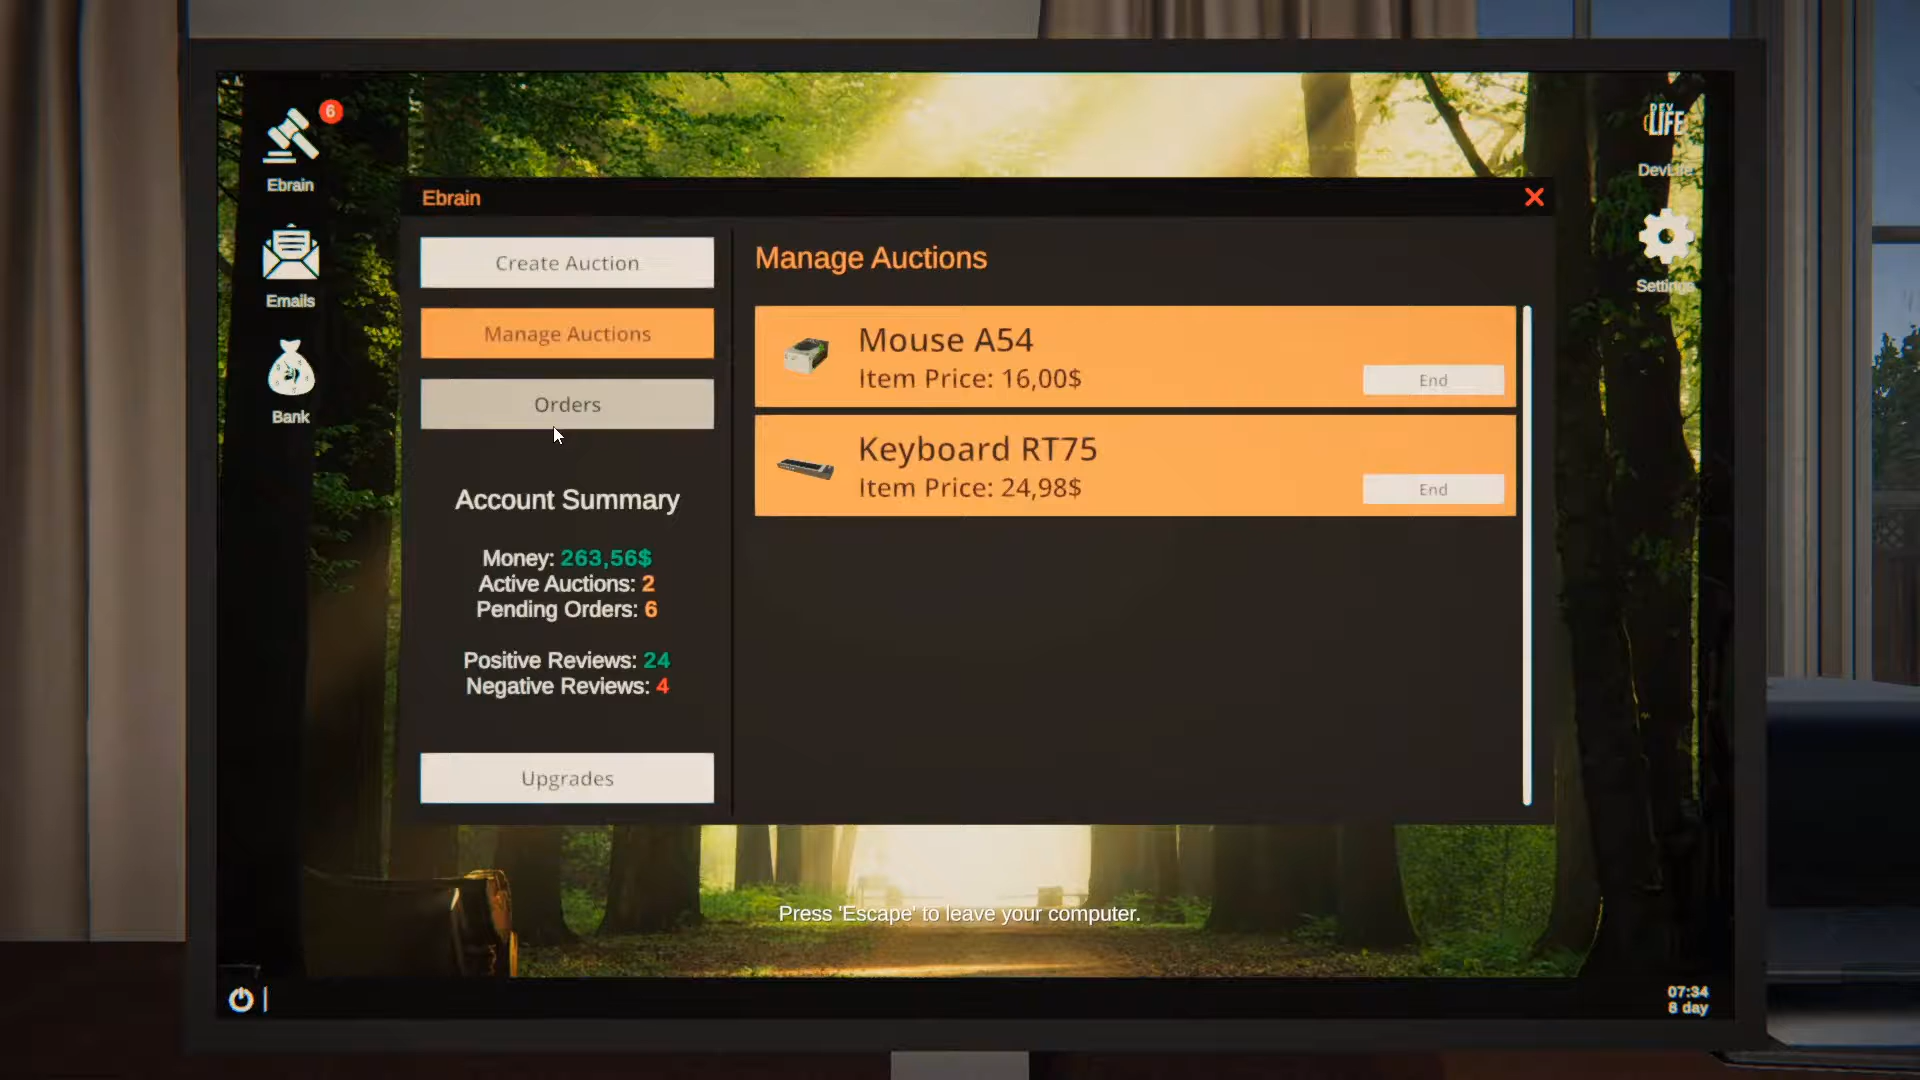 6
Ebrain
Emails
Bank
DEV
LIFE
DevLife
Settings
Ebrain
Create Auction
Manage Auctions
Orders
Account Summary
Money: 263,56$
Active Auctions: 2
Pending Orders: 6
Positive Reviews: 24
Negative Reviews: 4
Upgrades
Manage Auctions
Mouse A54
Item Price: 16,00$
End
Keyboard RT75
Item Price: 24,98$
End
Press 'Escape' to leave your computer.
07:34
8 day